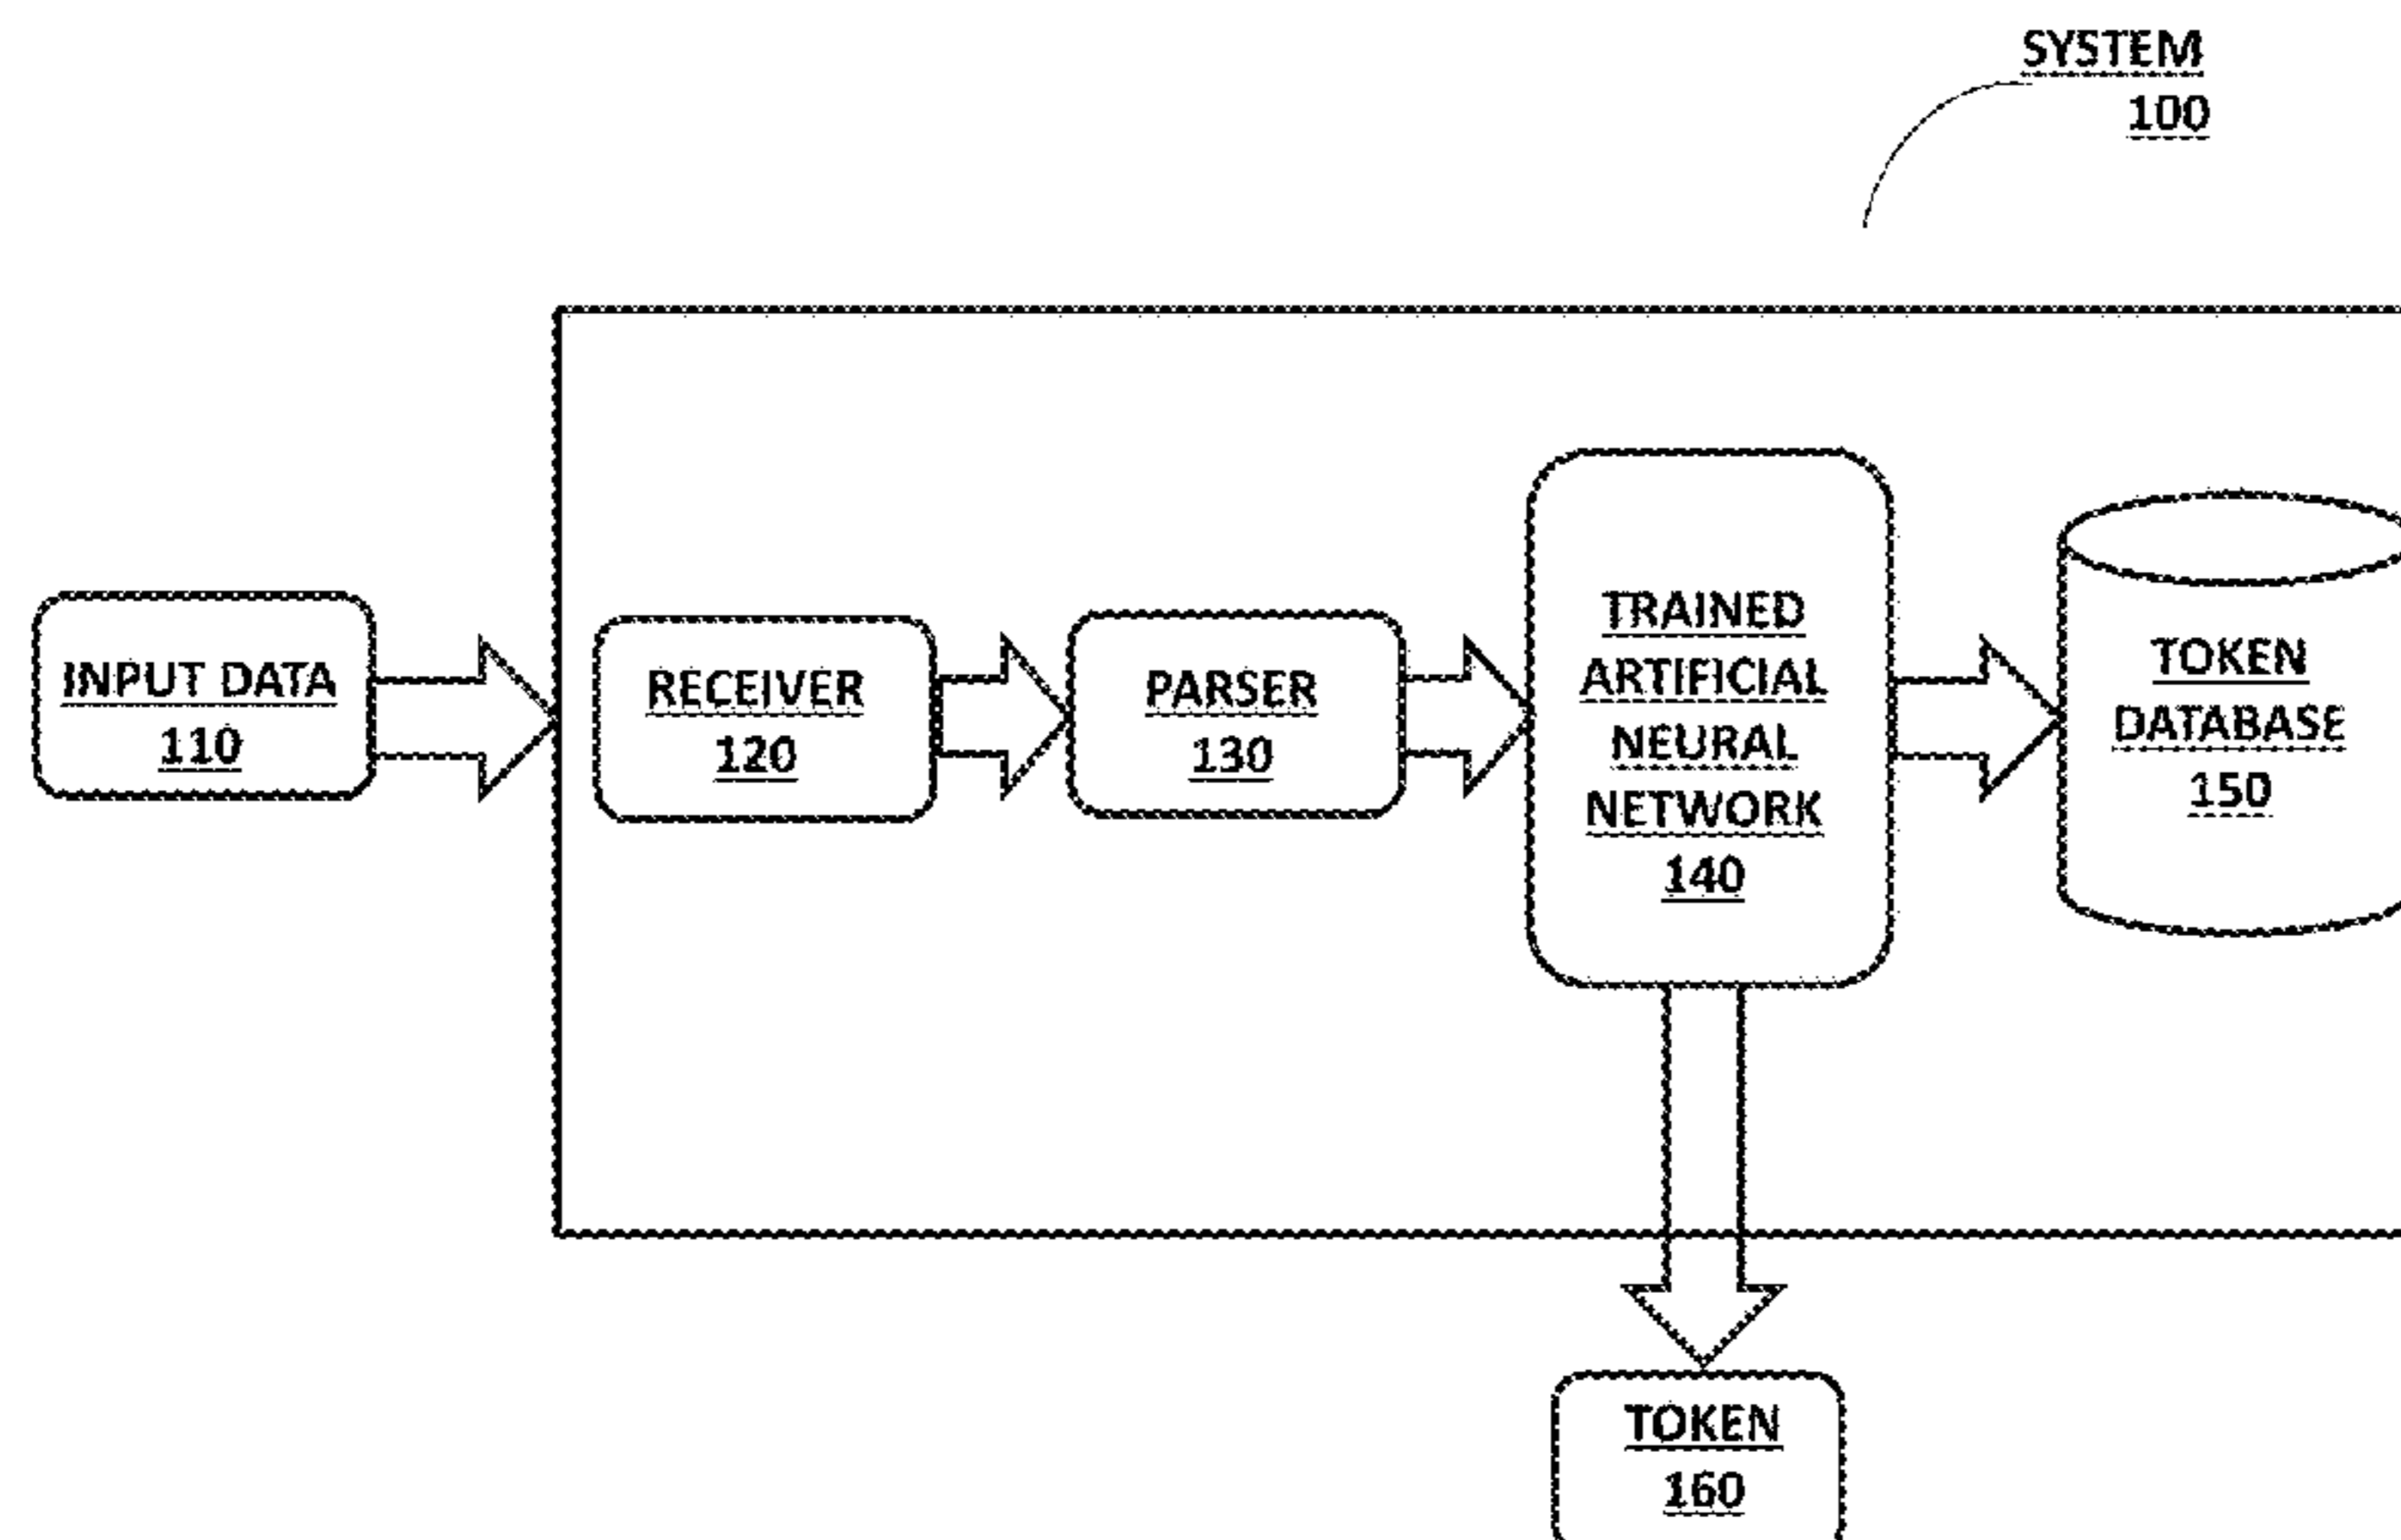 SYSTEM
100
INPUT DATA
110
RECEIVER
120
PARSER
130
TRAINED
ARTIFICIAL
NEURAL
NETWORK
140
TOKEN
DATABASE
150
TOKEN
160